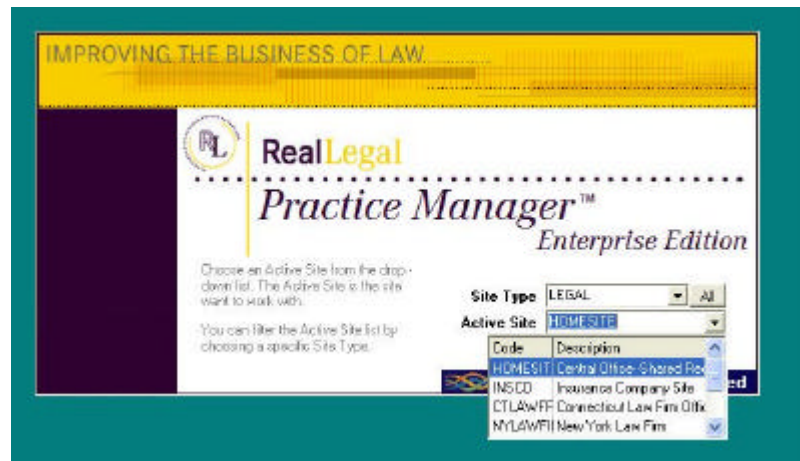 IMPROVING THE BUSINESS OF LAW
RL
RealLegal
Practice Manager™
Enterprise Edition
Choose an Active Site from the drop-
down list. The Active Site is the site
want to work with.
You can filter the Active Site list by
choosing a specific Site Type.
Site Type LEGAL All
Active Site HOMESITE
Code Description
HOMESIT Central Office-Shared Rec
INSCO Insurance Company Site
CTLAWFF Connecticut Law Firm Offic
NYLAWFI New York Law Firm
ed